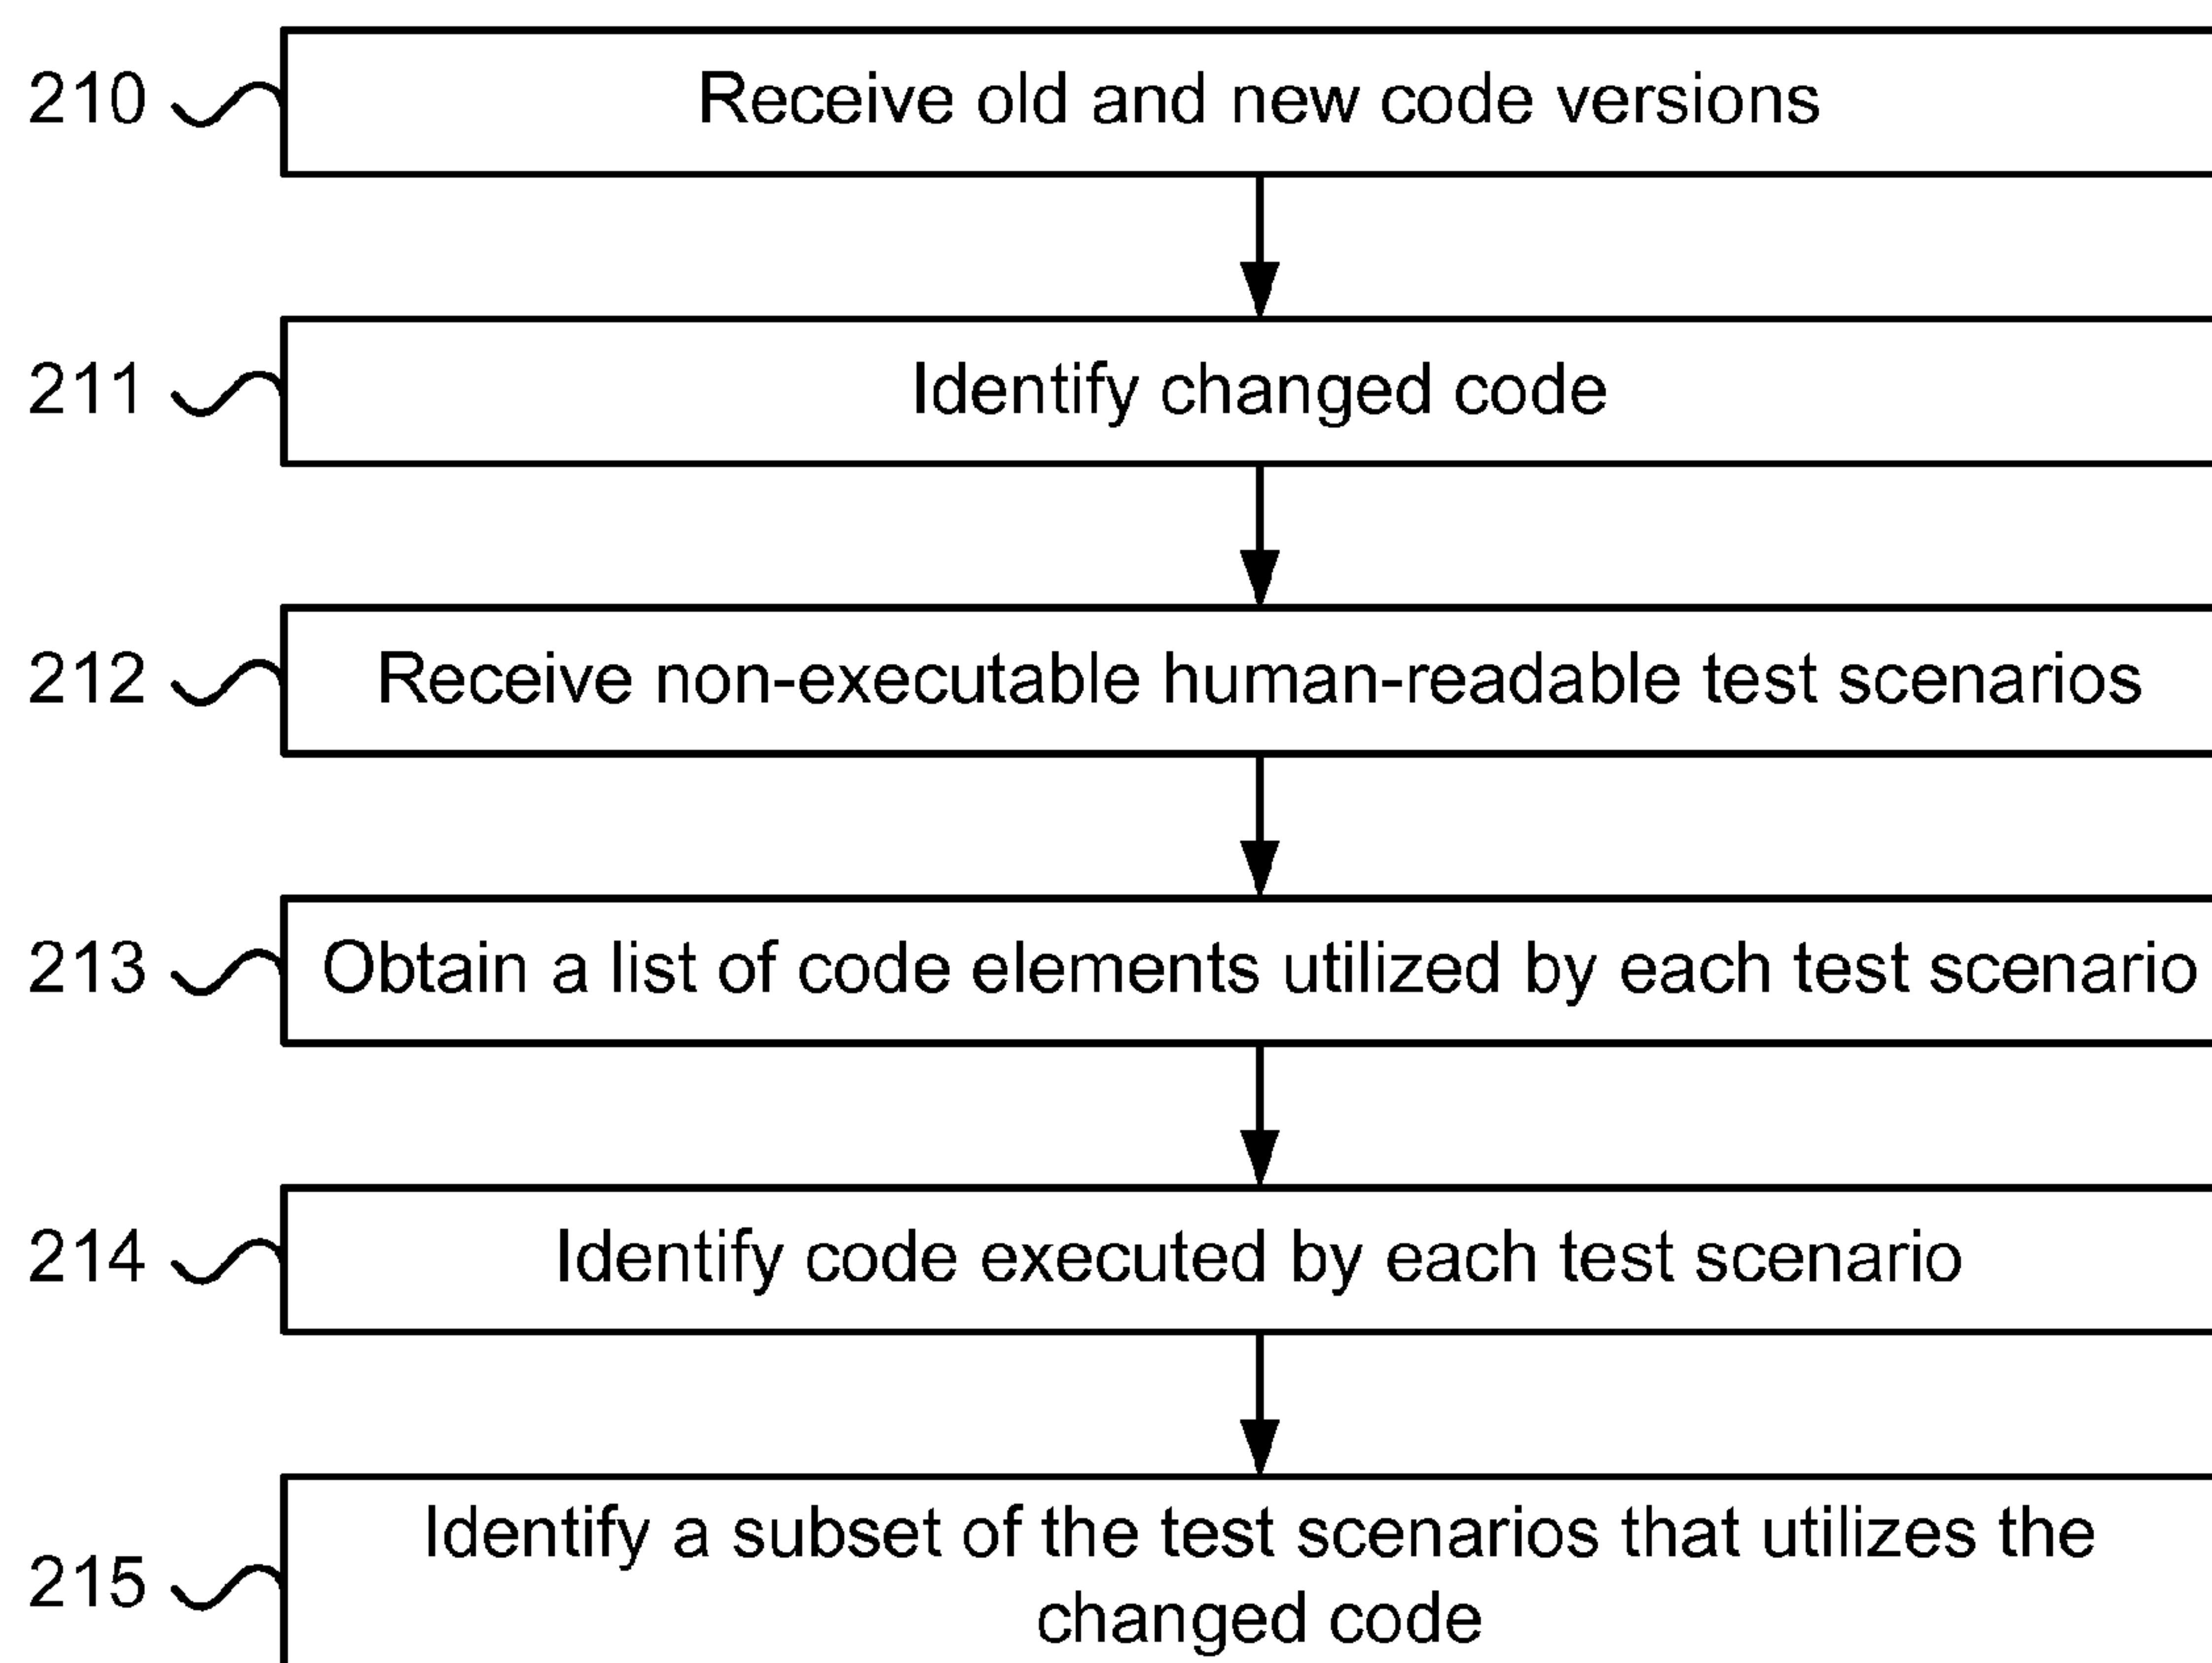 210 Receive old and new code versions
211 Identify changed code
212 Receive non-executable human-readable test scenarios
213 Obtain a list of code elements utilized by each test scenario
214 Identify code executed by each test scenario
215 Identify a subset of the test scenarios that utilizes the
changed code